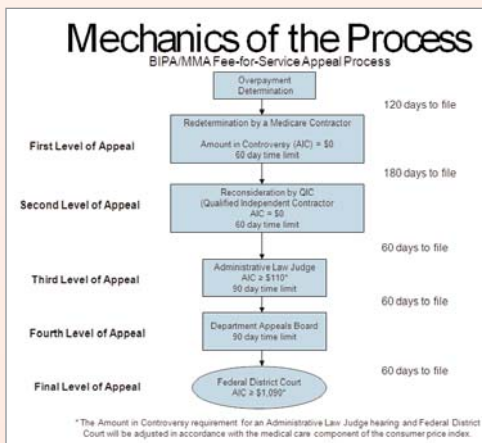 Mechanics of the Process
BIPA/MMA Fee-for-Service Appeal Process
Overpayment
Determination
120 days to file
Redetermination by a Medicare Contractor
Amount in Controversy (AIC) = $0
60 day time limit
First Level of Appeal
180 days to file
Reconsideration by QIC
(Qualified Independent Contractor
AIC = $0
60 day time limit
Second Level of Appeal
60 days to file
Administrative Law Judge
AIC ≥ $110*
90 day time limit
Third Level of Appeal
60 days to file
Department Appeals Board
90 day time limit
Fourth Level of Appeal
60 days to file
Federal District Court
AIC ≥ $1,090*
Final Level of Appeal
* The Amount in Controversy requirement for an Administrative Law Judge hearing and Federal District
Court will be adjusted in accordance with the medical care component of the consumer price index.